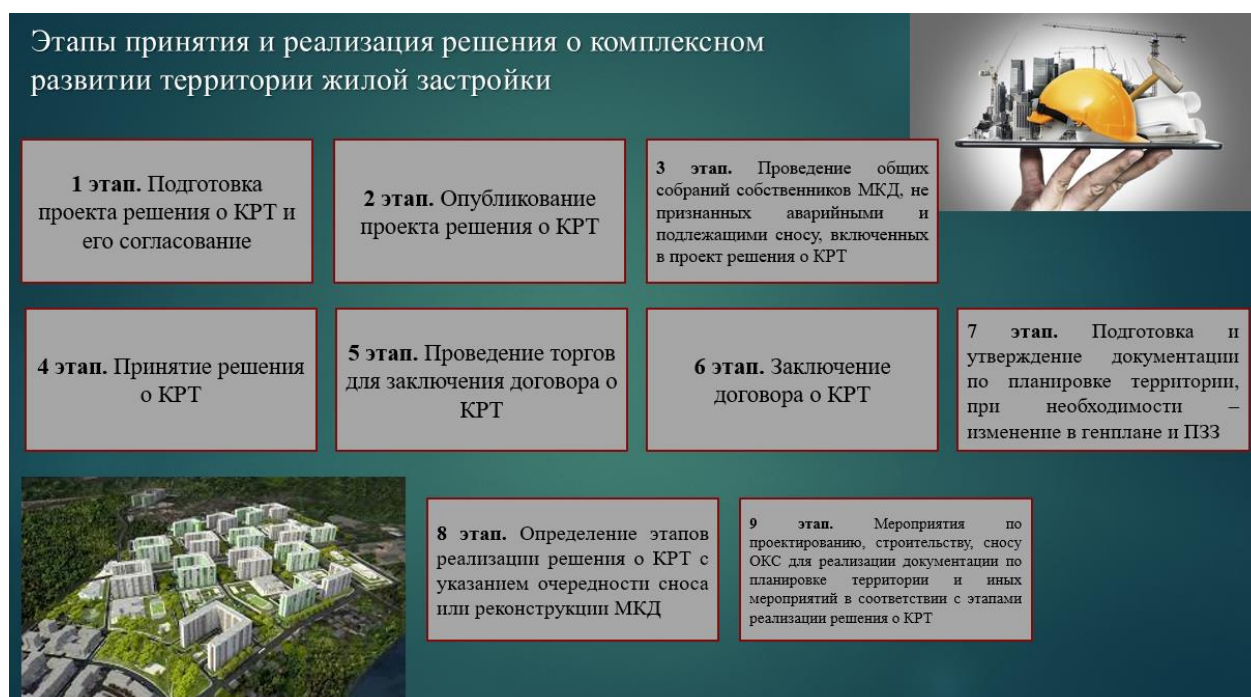 Этапы принятия и реализация решения о комплексном
развитии территории жилой застройки
1 этап. Подготовка
проекта решения о КРТ и
его согласование
2 этап. Опубликование
проекта решения о КРТ
3 этап. Проведение общих
собраний собственников МКД, не
признанных аварийными и
подлежащими сносу, включенных
в проект решения о КРТ
4 этап. Принятие решения
о КРТ
5 этап. Проведение торгов
для заключения договора о
КРТ
6 этап. Заключение
договора о КРТ
7 этап. Подготовка и
утверждение документации
по планировке территории,
при необходимости –
изменение в генплане и ПЗЗ
8 этап. Определение этапов
реализации решения о КРТ с
указанием очередности сноса
или реконструкции МКД
9 этап. Мероприятия по
проектированию, строительству, сносу
ОКС для реализации документации по
планировке территории и иных
мероприятий в соответствии с этапами
реализации решения о КРТ